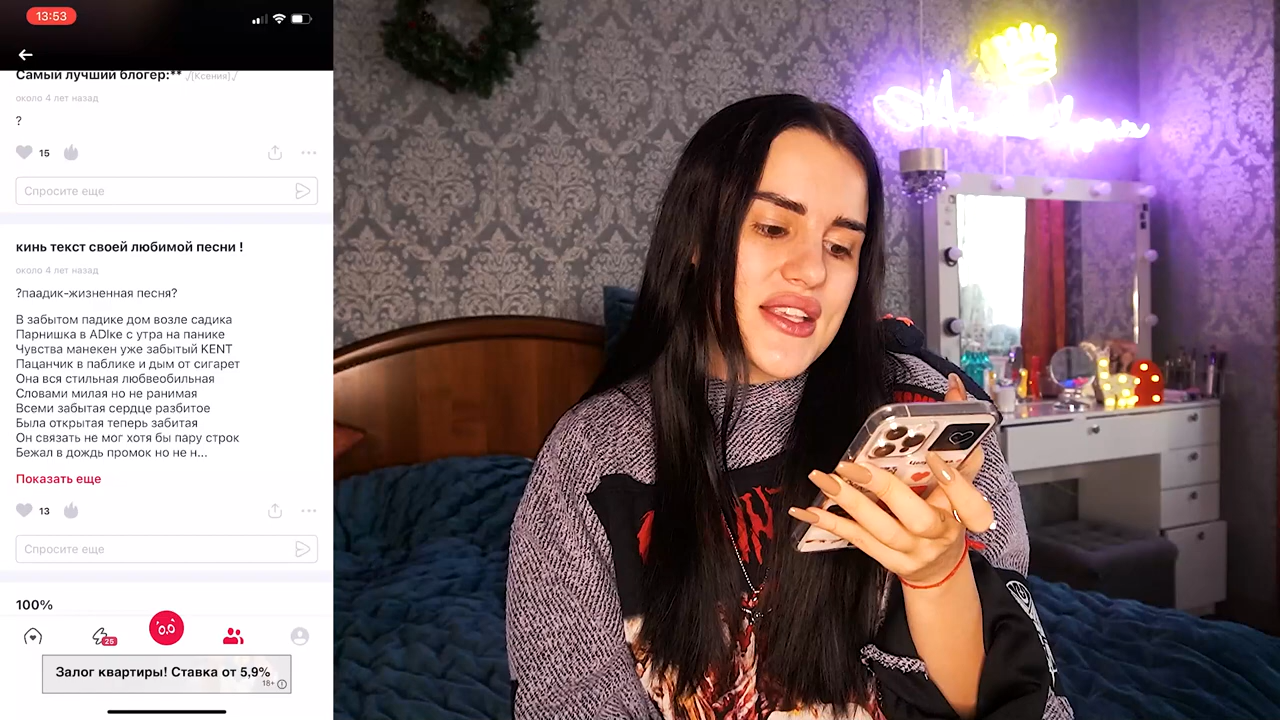 13:53
Самый лучший блогер:** ./[Ксения]./
около 4 лет назад
?
15
Спросите еще
кинь текст своей любимой песни !
около 4 лет назад
?паадик-жизненная песня?
В забытом падике дом возле садика
Парнишка в ADIке с утра на панике
Чувства манекен уже забытый KENT
Пацанчик в паблике и дым от сигарет
Она вся стильная любвеобильная
Словами милая но не ранимая
Всеми забытая сердце разбитое
Была открытая теперь забитая
Он связать не мог хотя бы пару строк
Бежал в дождь промок но не н...
Показать еще
13
Спросите еще
100%
25
Залог квартиры! Ставка от 5,9%
18+